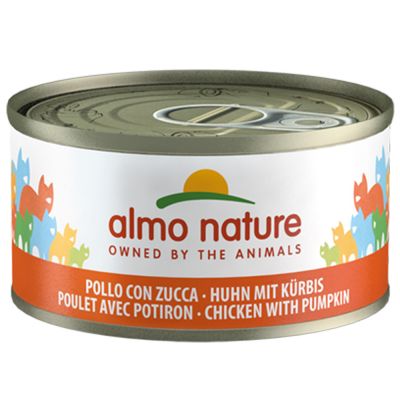 almo nature
OWNED BY THE ANIMALS
POLLO CON ZUCCA · HUHN MIT KÜRBIS
POULET AVEC POTIRON · CHICKEN WITH PUMPKIN